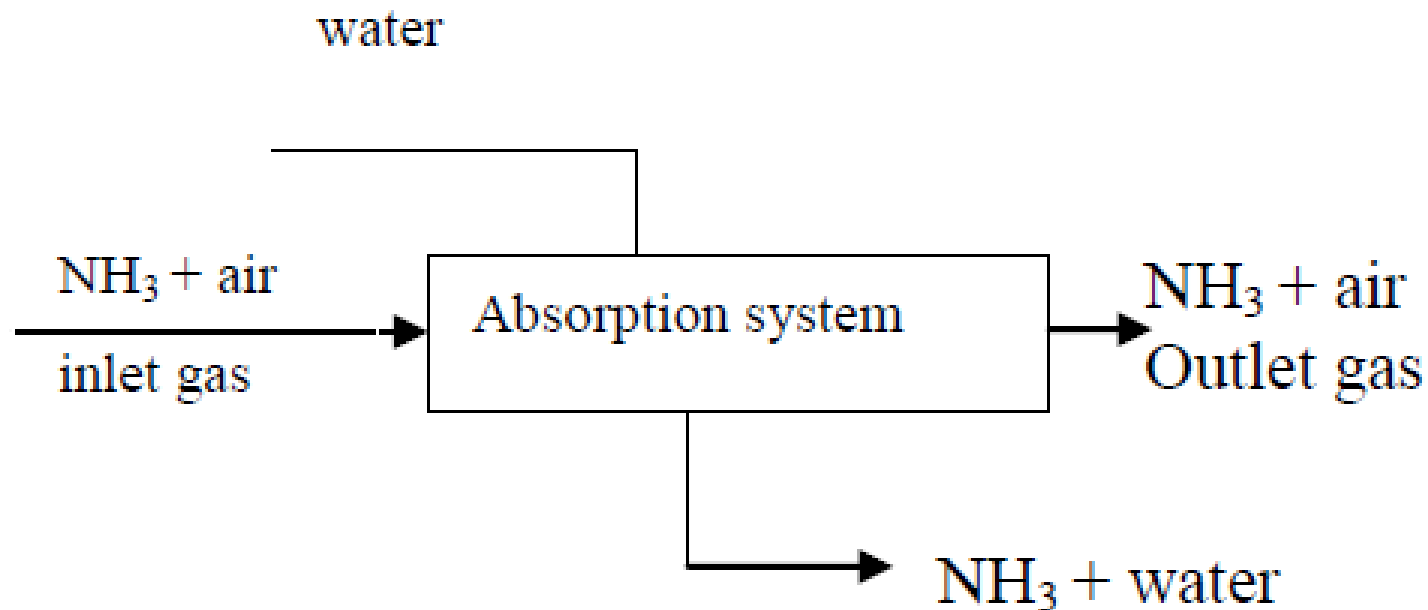 water
NH₃ + air
inlet gas
Absorption system
NH₃ + air
Outlet gas
NH₃ + water